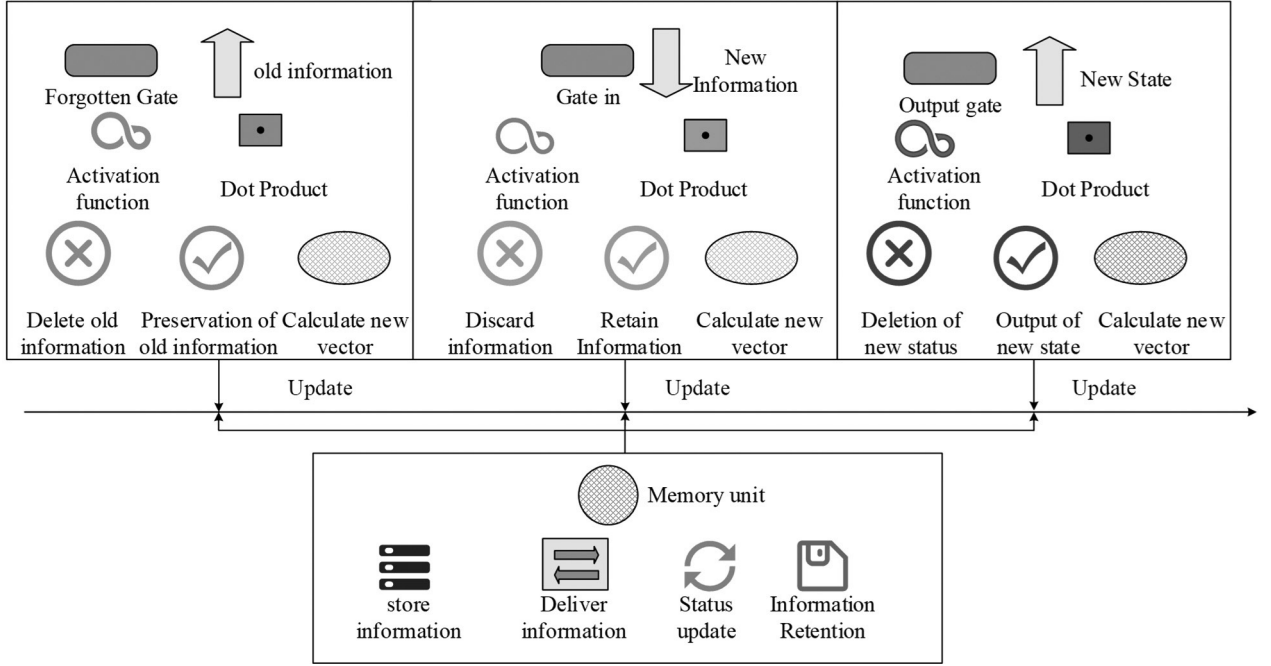 old information
Forgotten Gate
Activation
function
Dot Product
Delete old
information
Preservation of
old information
Calculate new
vector
New
Information
Gate in
Activation
function
Dot Product
Discard
information
Retain
Information
Calculate new
vector
New State
Output gate
Activation
function
Dot Product
Deletion of
new status
Output of
new state
Calculate new
vector
Update
Update
Update
Memory unit
store
information
Deliver
information
Status
update
Information
Retention